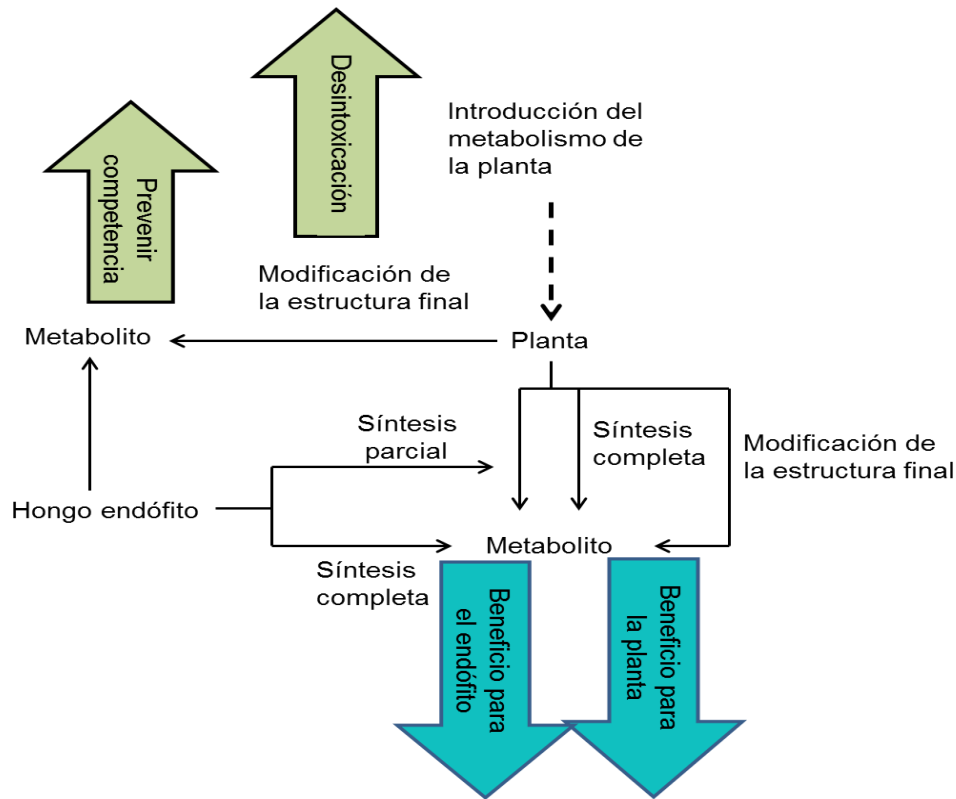 Desintoxicación
Introducción del
metabolismo de
la planta
Prevenir
competencia
Modificación de
la estructura final
Metabolito
Planta
Síntesis
parcial
Síntesis
completa
Modificación de
la estructura final
Hongo endófito
Metabolito
Síntesis
completa
Beneficio para
el endófito
Beneficio para
la planta